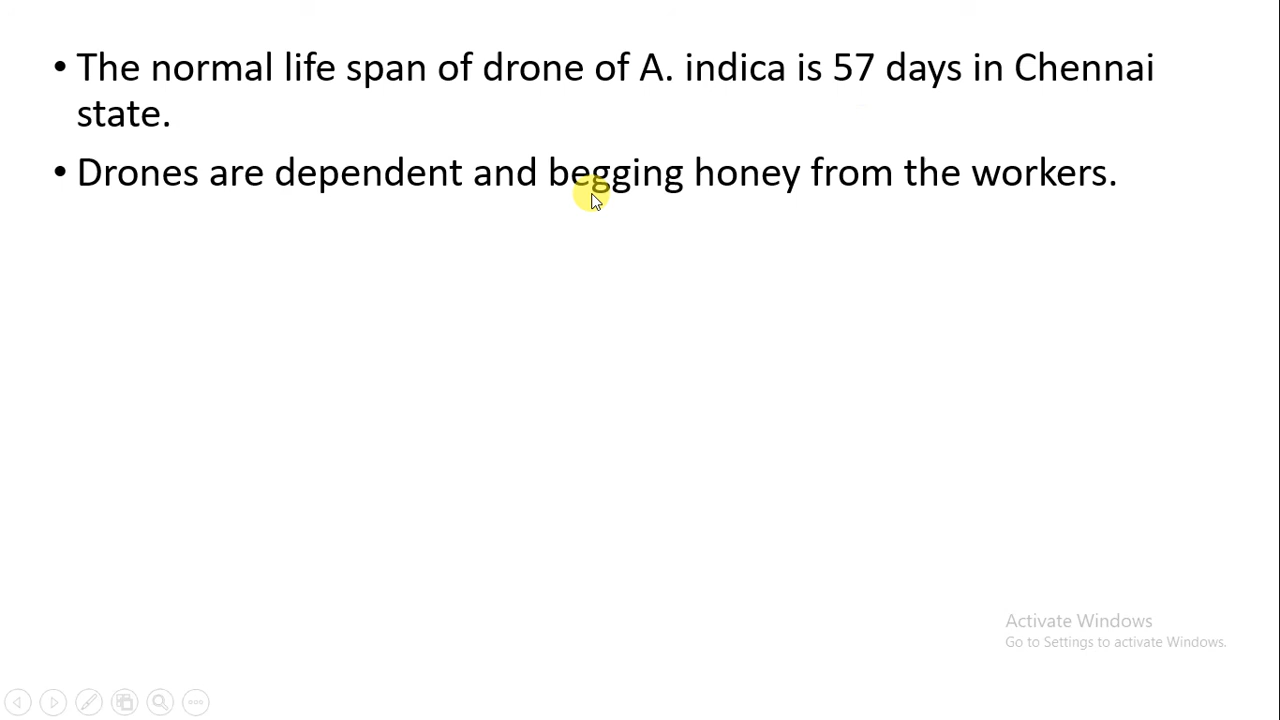 • The normal life span of drone of A. indica is 57 days in Chennai
state.
• Drones are dependent and begging honey from the workers.
Activate Windows
Go to Settings to activate Windows.